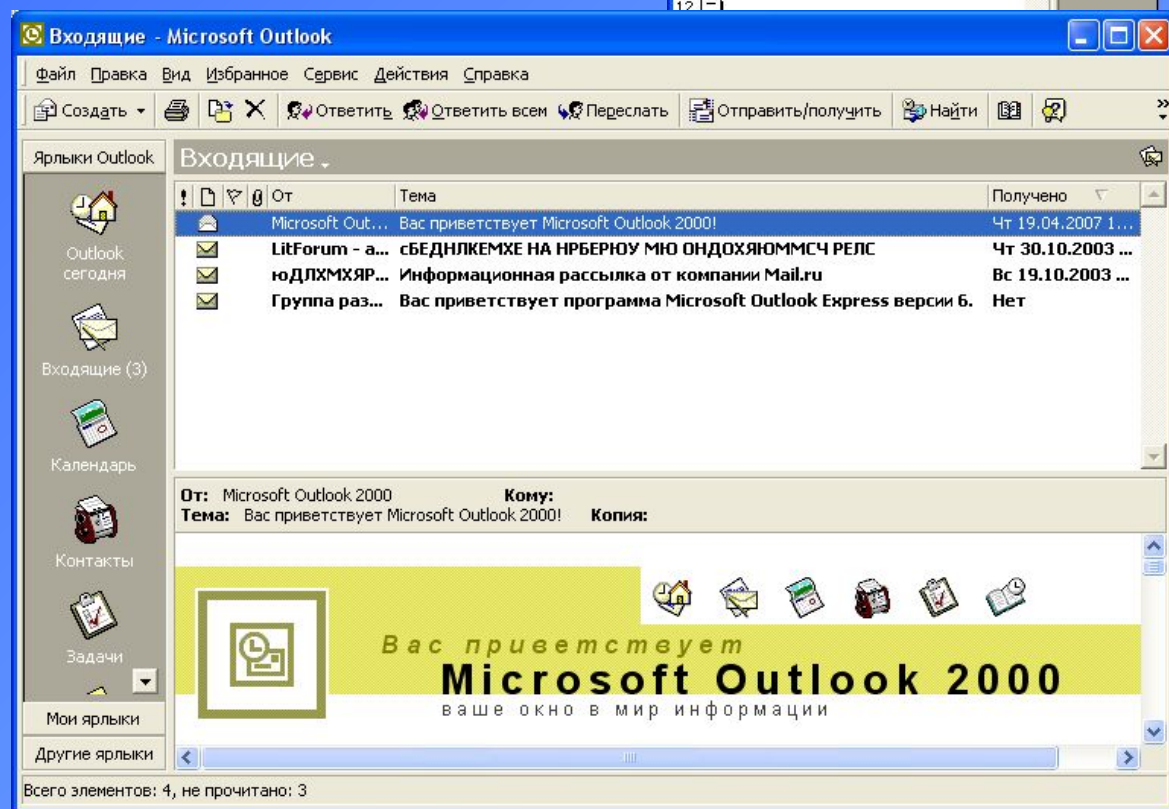 12
Входящие - Microsoft Outlook
Файл Правка Вид Избранное Сервис Действия Справка
Создать Ответить Ответить всем Переслать Отправить/получить Найти
Ярлыки Outlook
Входящие
От Тема Получено
Microsoft Out... Вас приветствует Microsoft Outlook 2000! Чт 19.04.2007 1...
LitForum - a... сБЕДНЛКЕМХЕ НА НРБЕРЮУ МЮ ОНДОХЯЮММСЧ РЕЛС Чт 30.10.2003 ...
юДЛХМХЯР... Информационная рассылка от компании Mail.ru Вс 19.10.2003 ...
Группа раз... Вас приветствует программа Microsoft Outlook Express версии 6. Нет
Outlook сегодня
Входящие (3)
Календарь
Контакты
Задачи
Мои ярлыки
Другие ярлыки
От: Microsoft Outlook 2000 Кому:
Тема: Вас приветствует Microsoft Outlook 2000! Копия:
Вас приветствует
Microsoft Outlook 2000
ваше окно в мир информации
Всего элементов: 4, не прочитано: 3